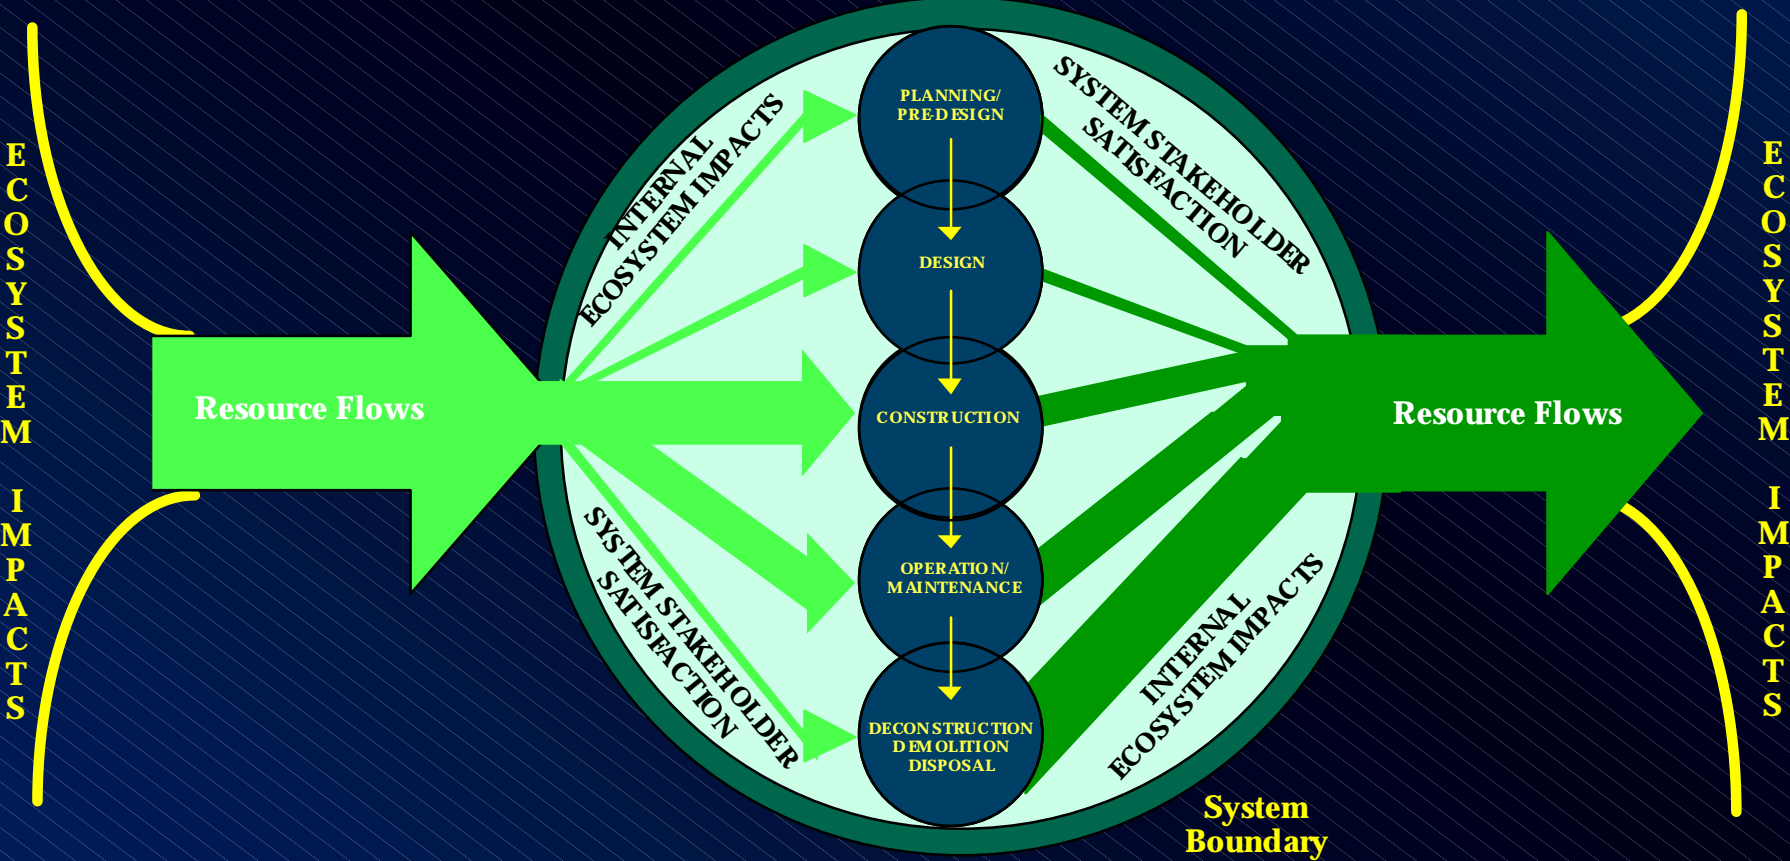 ECOSYSTEM IMPACTS
Resource Flows
INTERNAL
ECOSYSTEM IMPACTS
SYSTEM STAKEHOLDER
SATISFACTION
PLANNING/
PRE-DESIGN
DESIGN
CONSTRUCTION
OPERATION/
MAINTENANCE
DECONSTRUCTION
DEMOLITION
DISPOSAL
SYSTEM STAKEHOLDER
SATISFACTION
INTERNAL
ECOSYSTEM IMPACTS
Resource Flows
ECOSYSTEM IMPACTS
System
Boundary